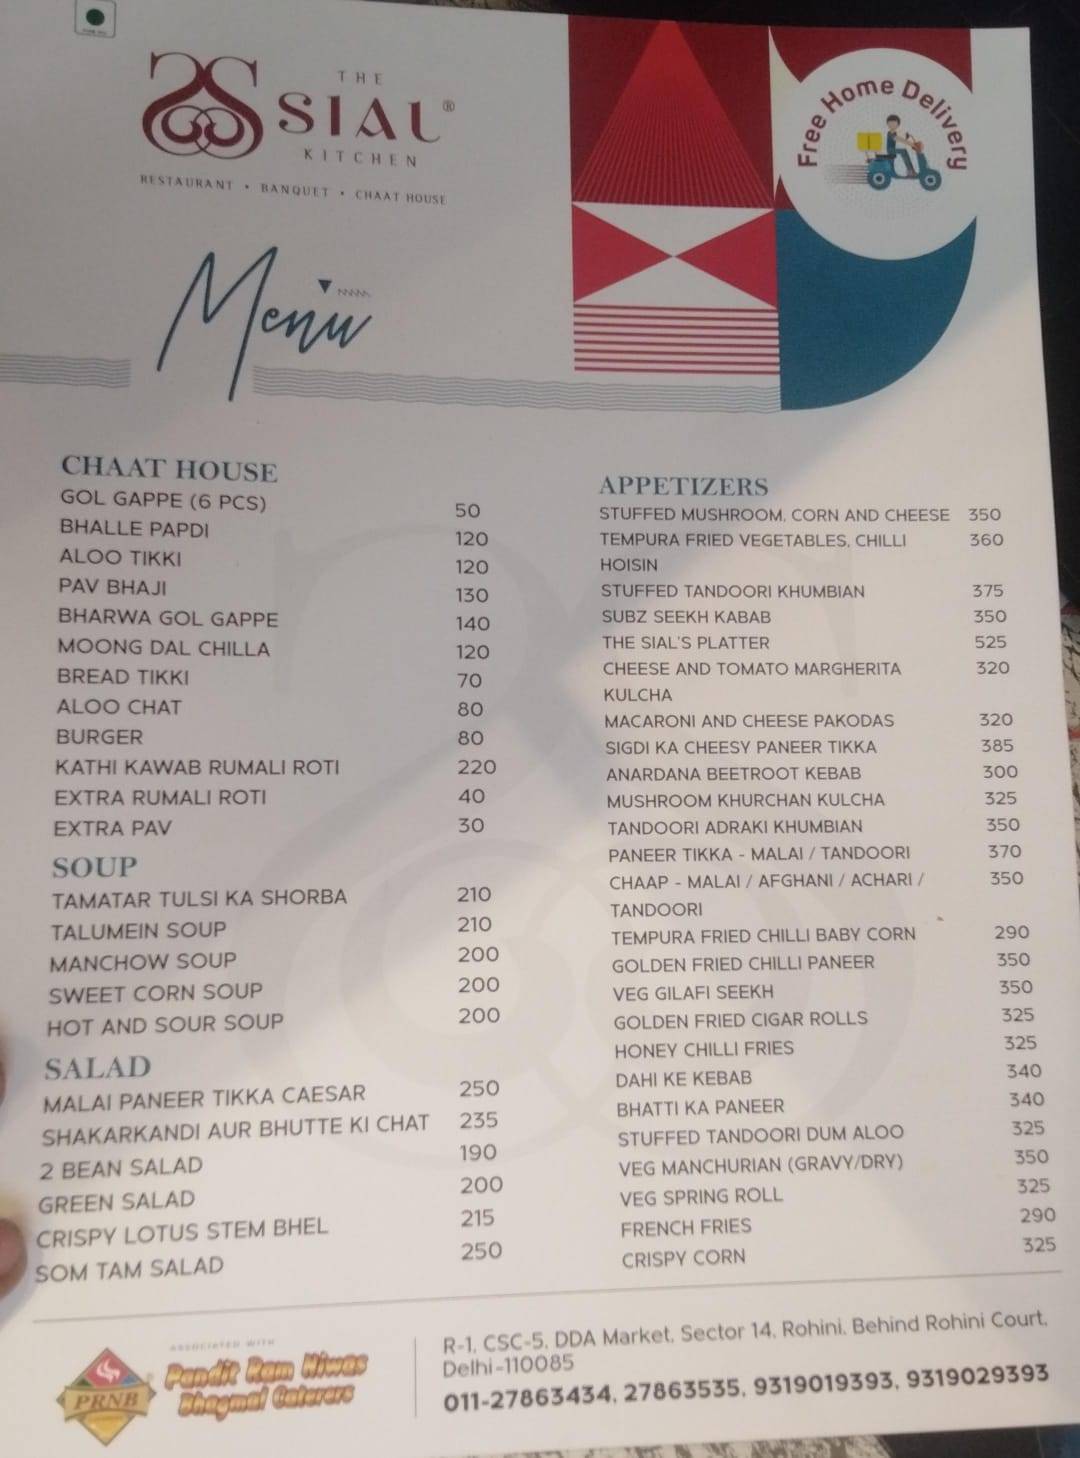 THE
SIAL®
KITCHEN
RESTAURANT • BANQUET • CHAAT HOUSE
Free Home Delivery
Menu
CHAAT HOUSE
GOL GAPPE (6 PCS) 50
BHALLE PAPDI 120
ALOO TIKKI 120
PAV BHAJI 130
BHARWA GOL GAPPE 140
MOONG DAL CHILLA 120
BREAD TIKKI 70
ALOO CHAT 80
BURGER 80
KATHI KAWAB RUMALI ROTI 220
EXTRA RUMALI ROTI 40
EXTRA PAV 30
SOUP
TAMATAR TULSI KA SHORBA 210
TALUMEIN SOUP 210
MANCHOW SOUP 200
SWEET CORN SOUP 200
HOT AND SOUR SOUP 200
SALAD
MALAI PANEER TIKKA CAESAR 250
SHAKARKANDI AUR BHUTTE KI CHAT 235
2 BEAN SALAD 190
GREEN SALAD 200
CRISPY LOTUS STEM BHEL 215
SOM TAM SALAD 250
APPETIZERS
STUFFED MUSHROOM, CORN AND CHEESE 350
TEMPURA FRIED VEGETABLES, CHILLI 360
HOISIN
STUFFED TANDOORI KHUMBIAN 375
SUBZ SEEKH KABAB 350
THE SIAL'S PLATTER 525
CHEESE AND TOMATO MARGHERITA 320
KULCHA
MACARONI AND CHEESE PAKODAS 320
SIGDI KA CHEESY PANEER TIKKA 385
ANARDANA BEETROOT KEBAB 300
MUSHROOM KHURCHAN KULCHA 325
TANDOORI ADRAKI KHUMBIAN 350
PANEER TIKKA - MALAI / TANDOORI 370
CHAAP - MALAI / AFGHANI / ACHARI / 350
TANDOORI
TEMPURA FRIED CHILLI BABY CORN 290
GOLDEN FRIED CHILLI PANEER 350
VEG GILAFI SEEKH 350
GOLDEN FRIED CIGAR ROLLS 325
HONEY CHILLI FRIES 325
DAHI KE KEBAB 340
BHATTI KA PANEER 340
STUFFED TANDOORI DUM ALOO 325
VEG MANCHURIAN (GRAVY/DRY) 350
VEG SPRING ROLL 325
FRENCH FRIES 290
CRISPY CORN 325
ASSOCIATED WITH
PRNB
Pandit Ram Niwas
Bhagmal Caterers
R-1, CSC-5, DDA Market, Sector 14, Rohini, Behind Rohini Court,
Delhi-110085
011-27863434, 27863535, 9319019393, 9319029393